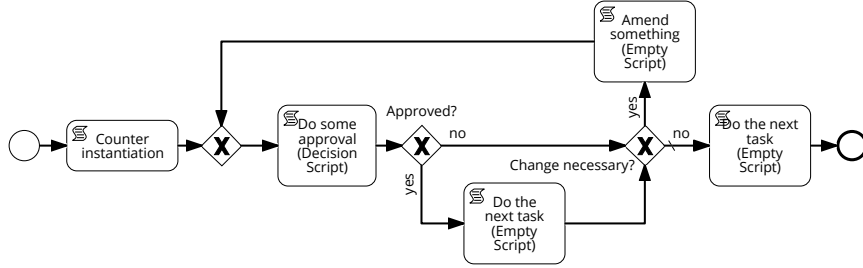 Amend
something
(Empty
Script)
Counter
instantiation
Do some
approval
(Decision
Script)
Approved?
no
yes
Do the
next task
(Empty
Script)
Change necessary?
yes
no
Do the next
task
(Empty
Script)